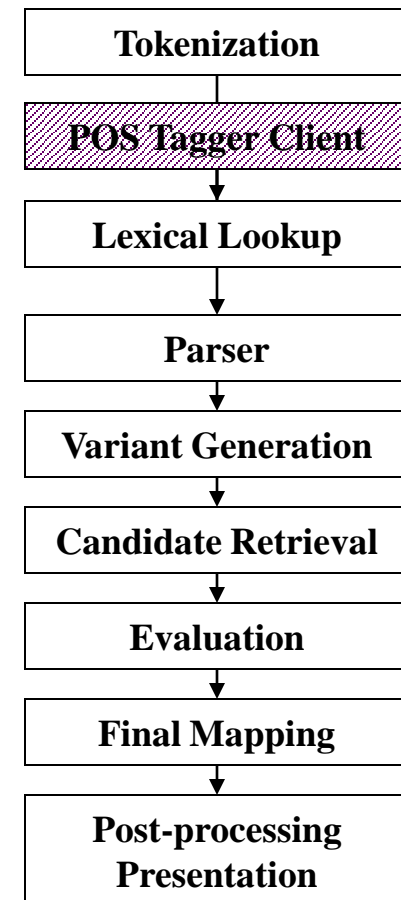 Tokenization
POS Tagger Client
Lexical Lookup
Parser
Variant Generation
Candidate Retrieval
Evaluation
Final Mapping
Post-processing
Presentation